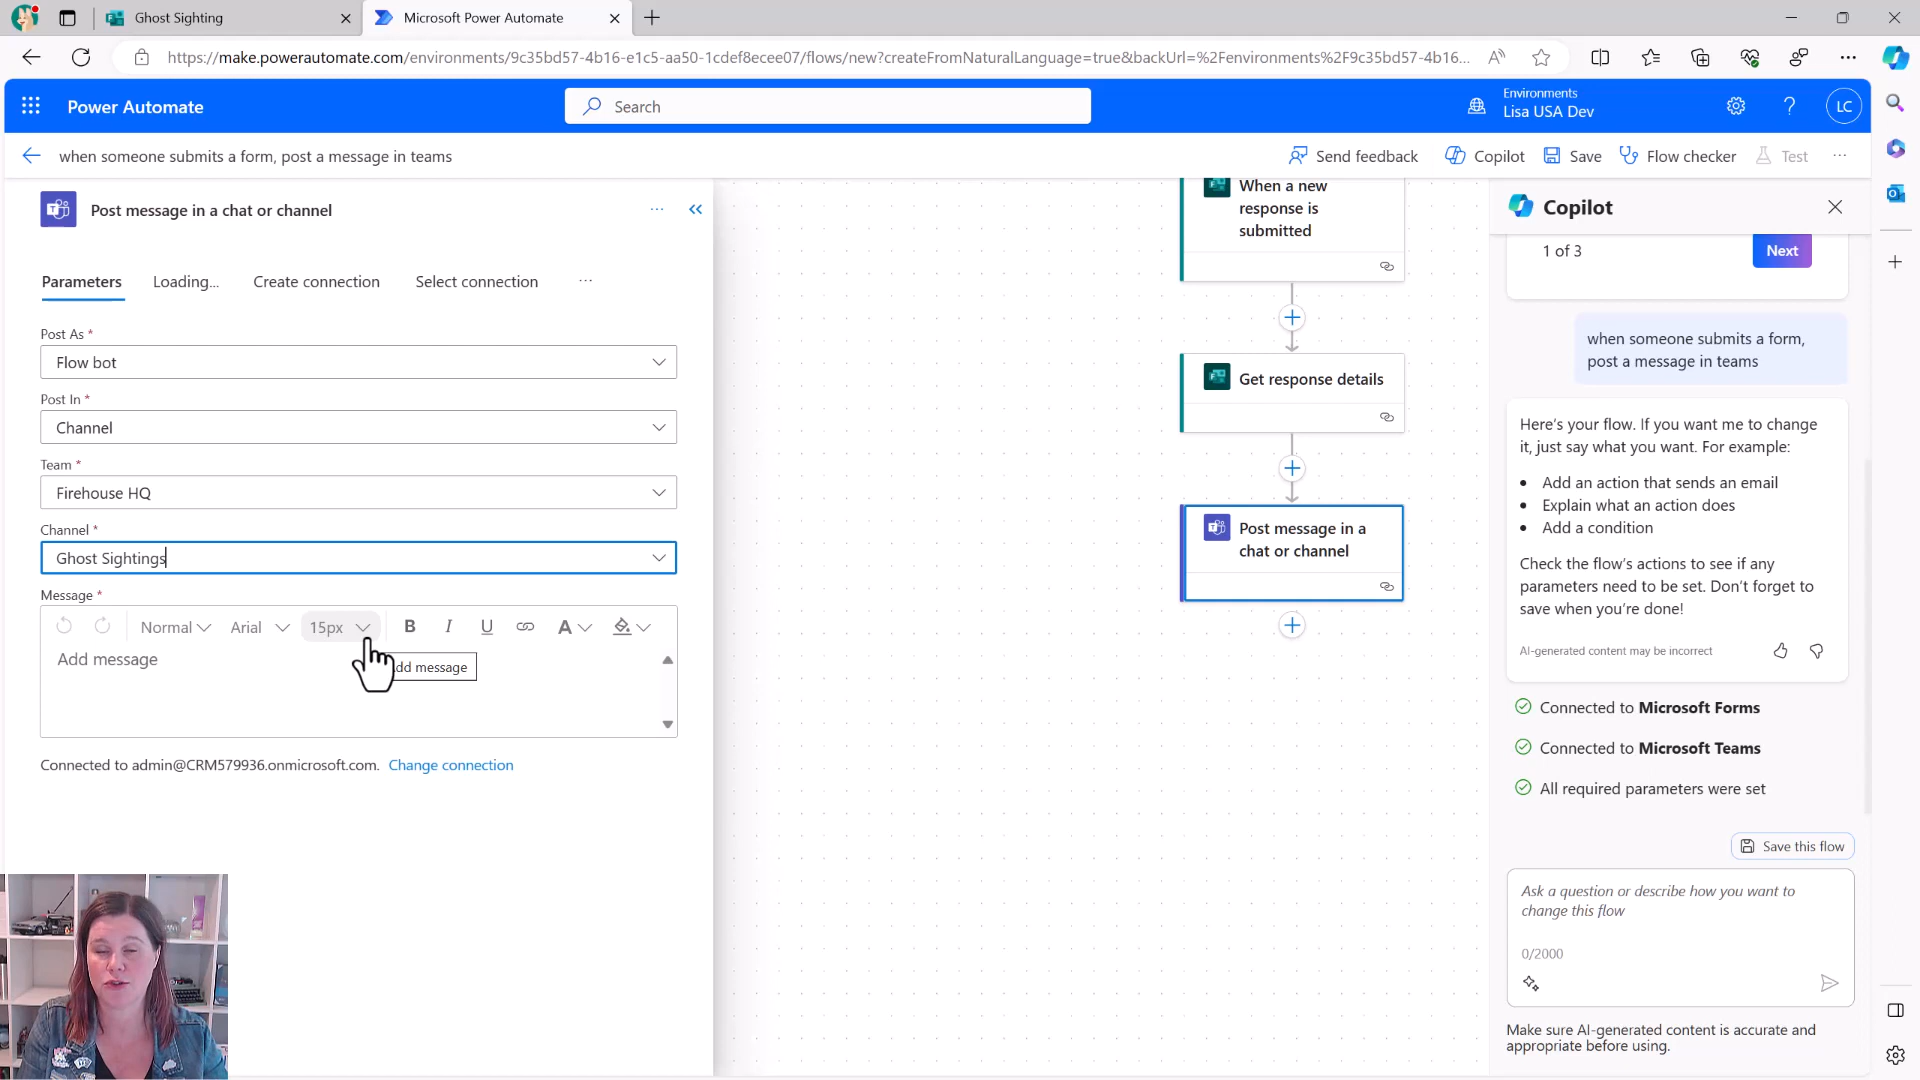 Ghost Sighting
Microsoft Power Automate
https://make.powerautomate.com/environments/9c35bd57-4b16-e1c5-aa50-1cdef8ecee07/flows/new?createFromNaturalLanguage=true&backUrl=%2Fenvironments%2F9c35bd57-4b16...
Power Automate
Search
Environments
Lisa USA Dev
LC
when someone submits a form, post a message in teams
Send feedback
Copilot
Save
Flow checker
Test
Post message in a chat or channel
Parameters
Loading...
Create connection
Select connection
Post As *
Flow bot
Post In *
Channel
Team *
Firehouse HQ
Channel *
Ghost Sightings
Message *
Normal
Arial
15px
B
I
U
A
Add message
dd message
Connected to admin@CRM579936.onmicrosoft.com. Change connection
When a new
response is
submitted
Get response details
Post message in a
chat or channel
Copilot
1 of 3
Next
when someone submits a form,
post a message in teams
Here's your flow. If you want me to change
it, just say what you want. For example:
• Add an action that sends an email
• Explain what an action does
• Add a condition
Check the flow's actions to see if any
parameters need to be set. Don't forget to
save when you're done!
AI-generated content may be incorrect
Connected to Microsoft Forms
Connected to Microsoft Teams
All required parameters were set
Save this flow
Ask a question or describe how you want to
change this flow
0/2000
Make sure AI-generated content is accurate and
appropriate before using.